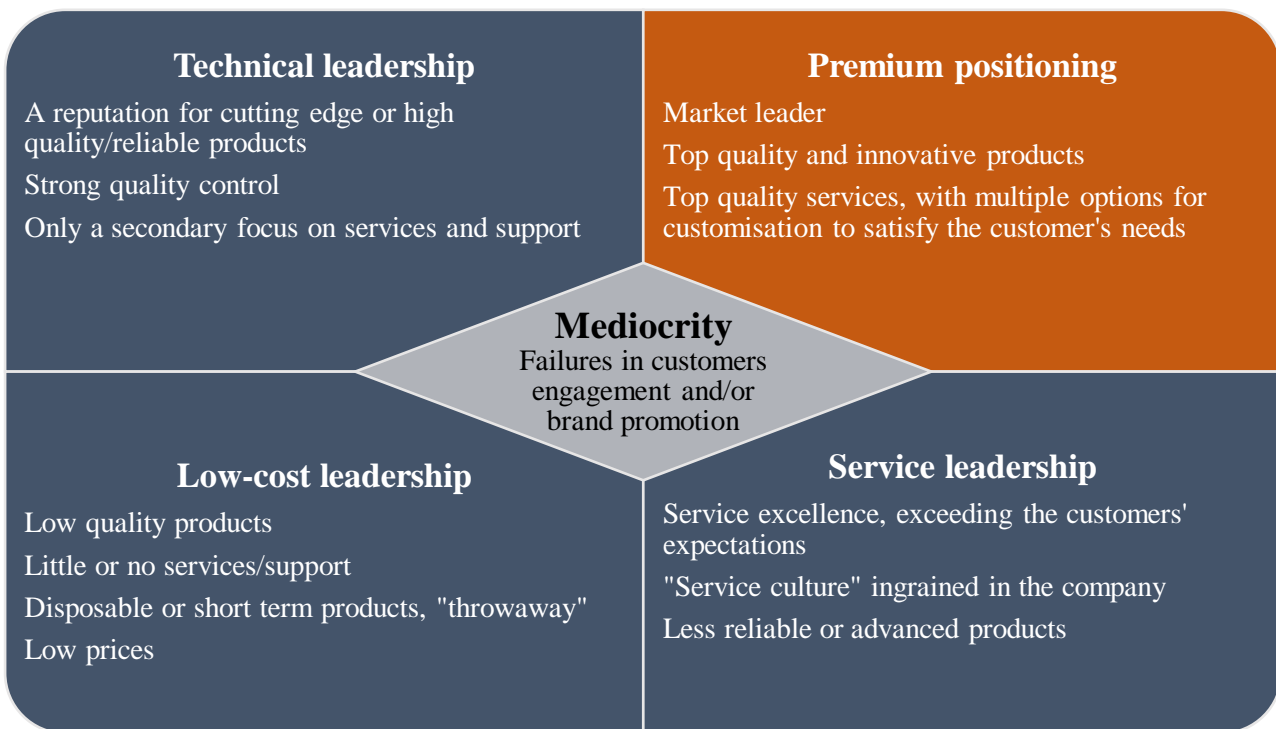 Technical leadership
A reputation for cutting edge or high
quality/reliable products
Strong quality control
Only a secondary focus on services and support
Premium positioning
Market leader
Top quality and innovative products
Top quality services, with multiple options for
customisation to satisfy the customer's needs
Mediocrity
Failures in customers
engagement and/or
brand promotion
Low-cost leadership
Low quality products
Little or no services/support
Disposable or short term products, "throwaway"
Low prices
Service leadership
Service excellence, exceeding the customers'
expectations
"Service culture" ingrained in the company
Less reliable or advanced products